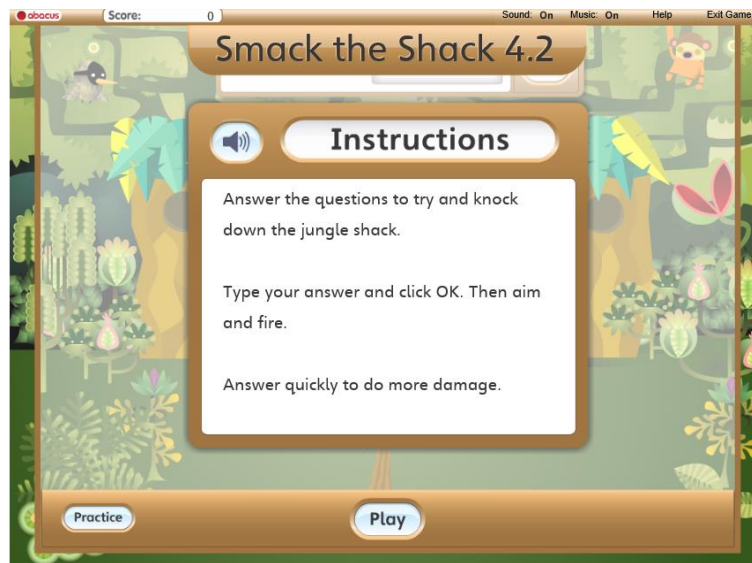 abacus Score: 0 Sound: On Music: On Help Exit Game
Smack the Shack 4.2
Instructions
Answer the questions to try and knock
down the jungle shack.
Type your answer and click OK. Then aim
and fire.
Answer quickly to do more damage.
Practice
Play